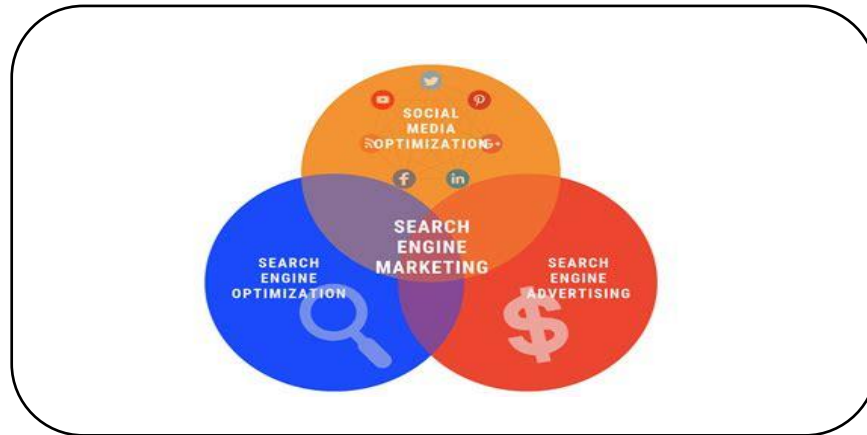 SOCIAL
MEDIA
OPTIMIZATION
SEARCH
ENGINE
MARKETING
SEARCH
ENGINE
OPTIMIZATION
SEARCH
ENGINE
ADVERTISING
$